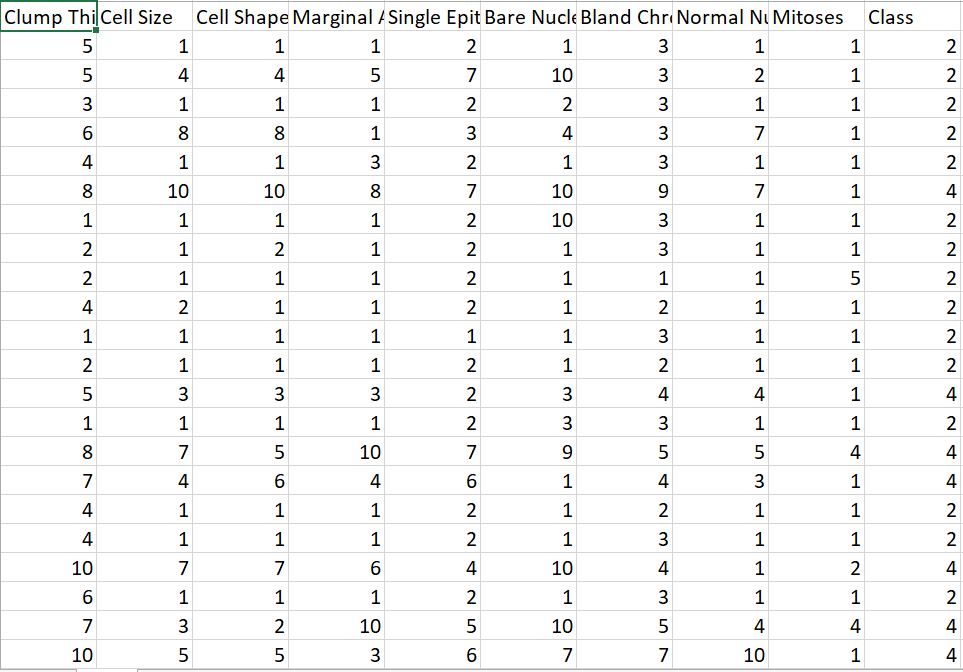 Clump Thi Cell Size Cell Shape Marginal A Single Epit Bare Nucle Bland Chro Normal Nu Mitoses Class
5 1 1 1 2 1 3 1 1 2
5 4 4 5 7 10 3 2 1 2
3 1 1 1 2 2 3 1 1 2
6 8 8 1 3 4 3 7 1 2
4 1 1 3 2 1 3 1 1 2
8 10 10 8 7 10 9 7 1 4
1 1 1 1 2 10 3 1 1 2
2 1 2 1 2 1 3 1 1 2
2 1 1 1 2 1 1 1 5 2
4 2 1 1 2 1 2 1 1 2
1 1 1 1 1 1 3 1 1 2
2 1 1 1 2 1 2 1 1 2
5 3 3 3 2 3 4 4 1 4
1 1 1 1 2 3 3 1 1 2
8 7 5 10 7 9 5 5 4 4
7 4 6 4 6 1 4 3 1 4
4 1 1 1 2 1 2 1 1 2
4 1 1 1 2 1 3 1 1 2
10 7 7 6 4 10 4 1 2 4
6 1 1 1 2 1 3 1 1 2
7 3 2 10 5 10 5 4 4 4
10 5 5 3 6 7 7 10 1 4